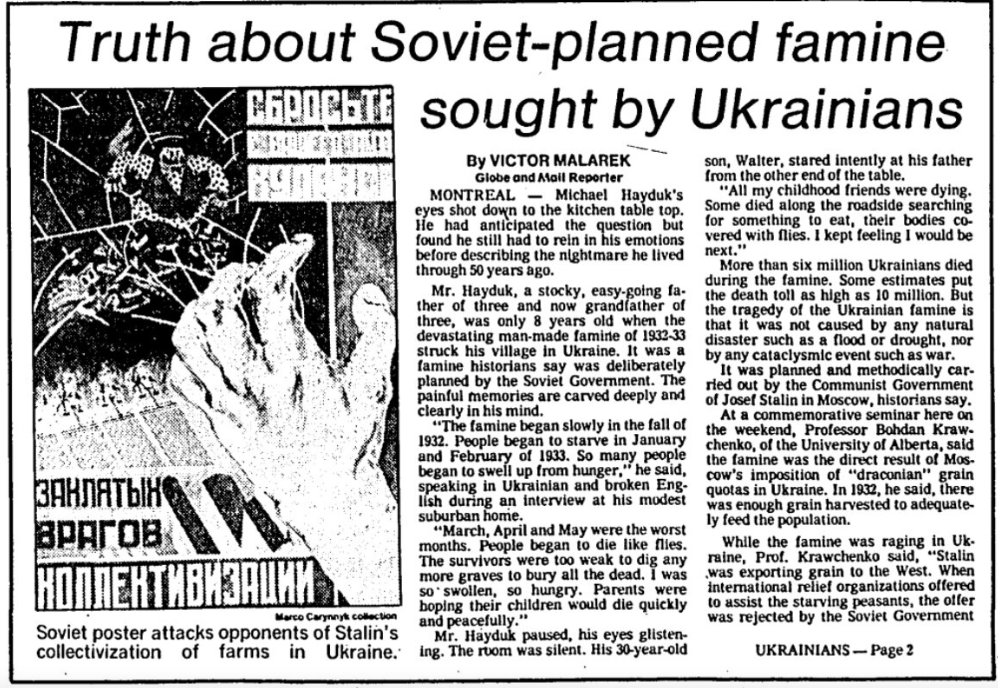 Truth about Soviet-planned famine
sought by Ukrainians
СБРОСЬТЕ
ЗАКЛЯТЫХ
ВРАГОВ
КОЛЛЕКТИВИЗАЦИИ
Marco Carynnyk collection
Soviet poster attacks opponents of Stalin's
collectivization of farms in Ukraine.
By VICTOR MALAREK
Globe and Mail Reporter
MONTREAL — Michael Hayduk's
eyes shot down to the kitchen table top.
He had anticipated the question but
found he still had to rein in his emotions
before describing the nightmare he lived
through 50 years ago.
Mr. Hayduk, a stocky, easy-going fa-
ther of three and now grandfather of
three, was only 8 years old when the
devastating man-made famine of 1932-33
struck his village in Ukraine. It was a
famine historians say was deliberately
planned by the Soviet Government. The
painful memories are carved deeply and
clearly in his mind.
"The famine began slowly in the fall of
1932. People began to starve in January
and February of 1933. So many people
began to swell up from hunger," he said,
speaking in Ukrainian and broken Eng-
lish during an interview at his modest
suburban home.
"March, April and May were the worst
months. People began to die like flies.
The survivors were too weak to dig any
more graves to bury all the dead. I was
so swollen, so hungry. Parents were
hoping their children would die quickly
and peacefully."
Mr. Hayduk paused, his eyes glisten-
ing. The room was silent. His 30-year-old
son, Walter, stared intently at his father
from the other end of the table.
"All my childhood friends were dying.
Some died along the roadside searching
for something to eat, their bodies co-
vered with flies. I kept feeling I would be
next."
More than six million Ukrainians died
during the famine. Some estimates put
the death toll as high as 10 million. But
the tragedy of the Ukrainian famine is
that it was not caused by any natural
disaster such as a flood or drought, nor
by any cataclysmic event such as war.
It was planned and methodically car-
ried out by the Communist Government
of Josef Stalin in Moscow, historians say.
At a commemorative seminar here on
the weekend, Professor Bohdan Kraw-
chenko, of the University of Alberta, said
the famine was the direct result of Mos-
cow's imposition of "draconian" grain
quotas in Ukraine. In 1932, he said, there
was enough grain harvested to adequate-
ly feed the population.
While the famine was raging in Uk-
raine, Prof. Krawchenko said, "Stalin
was exporting grain to the West. When
international relief organizations offered
to assist the starving peasants, the offer
was rejected by the Soviet Government
UKRAINIANS — Page 2